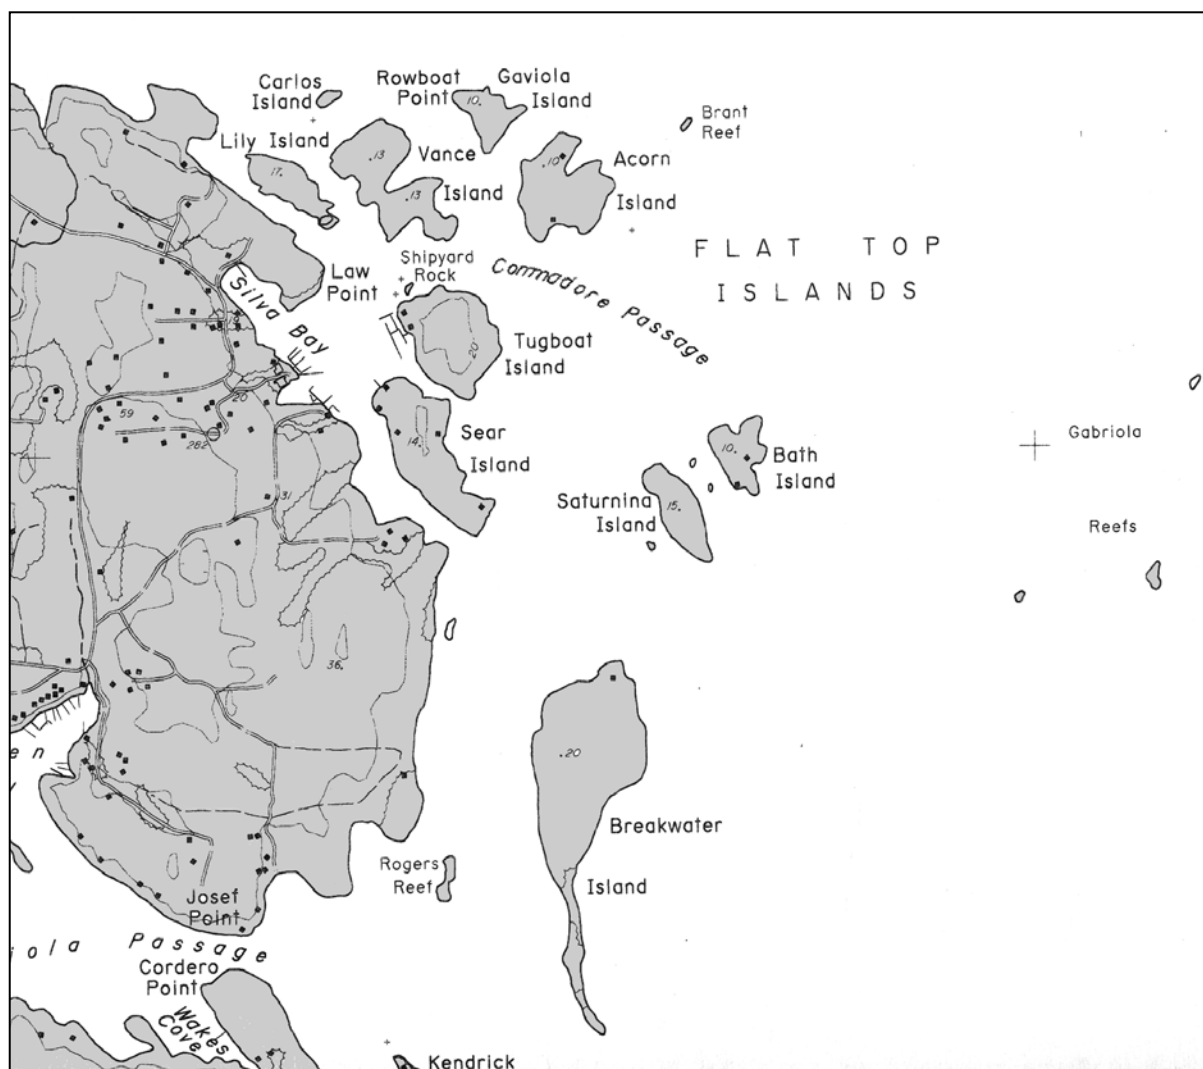 Carlos
Island
Rowboat
Point
Gaviola
Island
10.
Brant
Reef
Lily Island
17.
.13
Vance
Island
.13
.10
Acorn
Island
FLAT TOP
ISLANDS
Law
Point
Shipyard
Rock
Commadore Passage
Silva Bay
Tugboat
Island
20.
59
20
282
14.
Sear
Island
31
10.
Bath
Island
Saturnina
Island
15.
Gabriola
Reefs
36.
.20
en
Breakwater
Island
Rogers
Reef
Josef
Point
iola Passage
Cordero
Point
Wakes
Cove
Kendrick